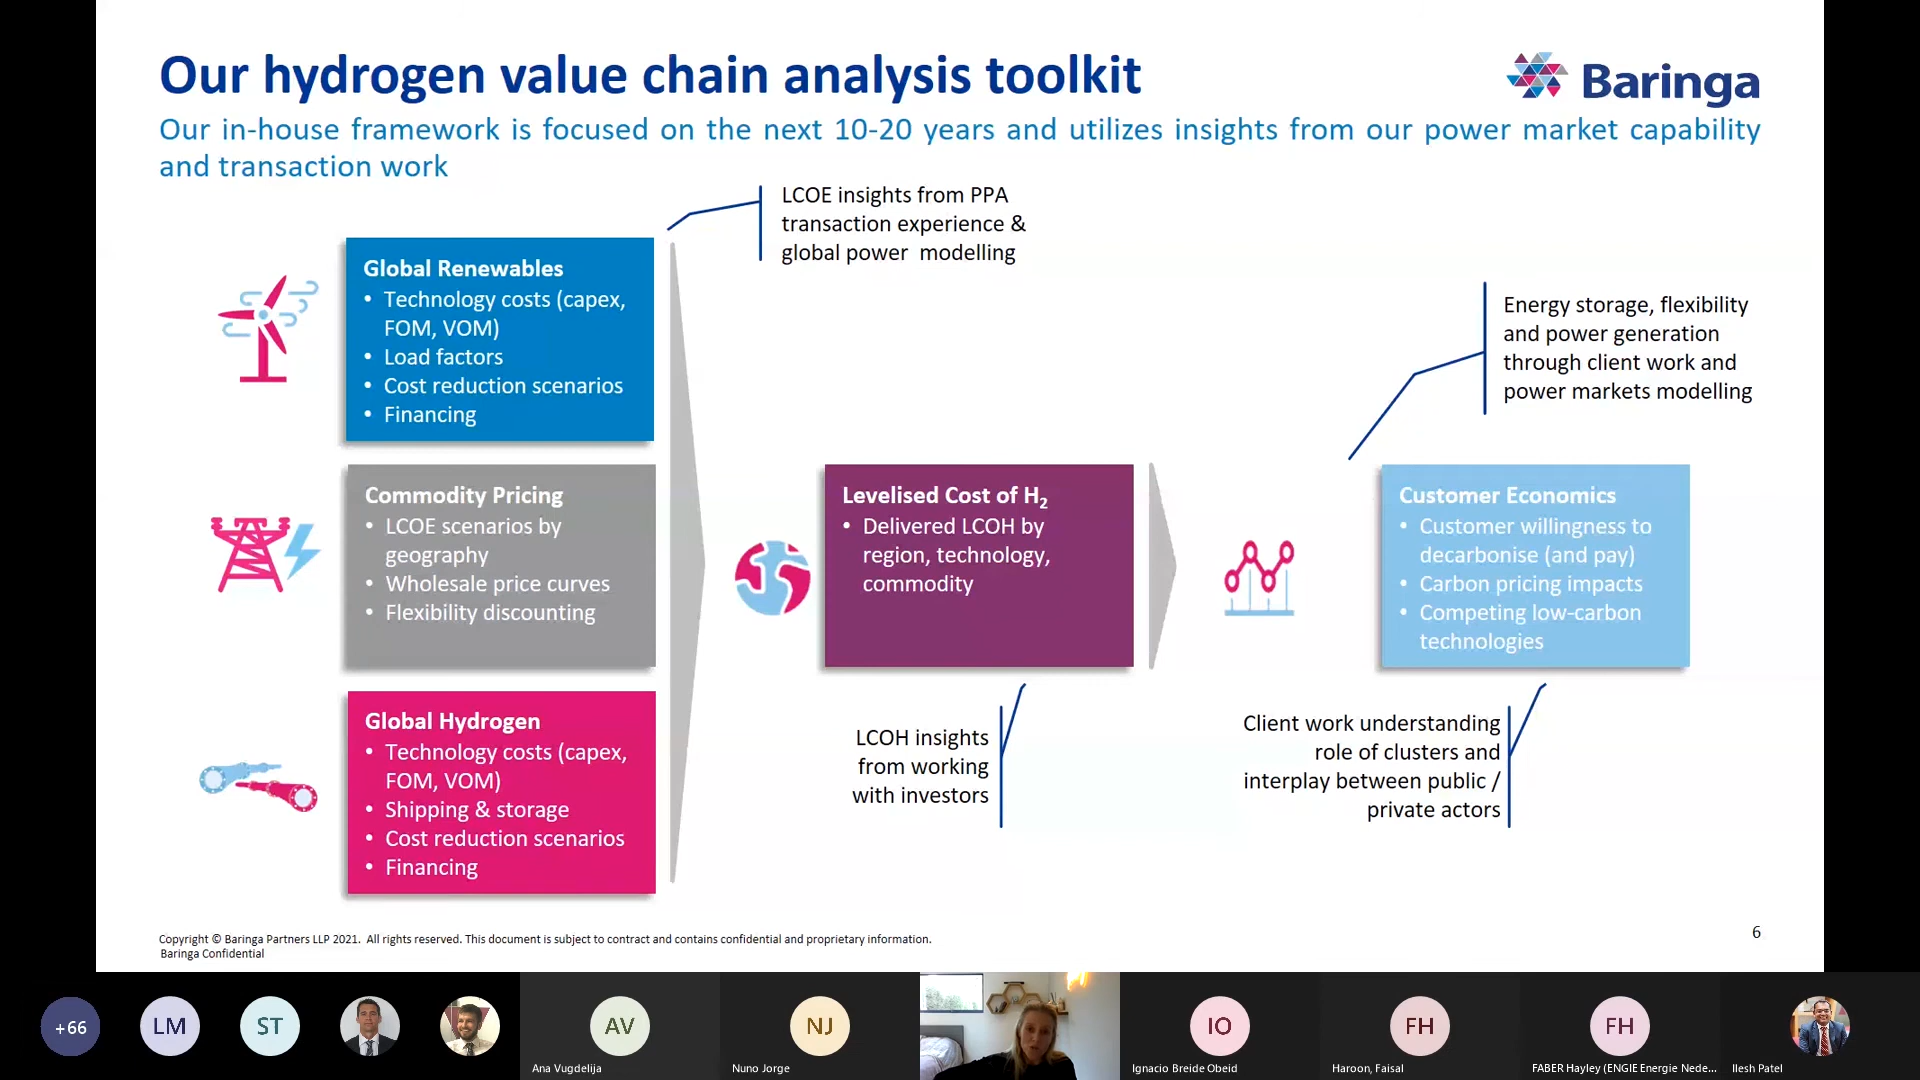 Our hydrogen value chain analysis toolkit
Baringa
Our in-house framework is focused on the next 10-20 years and utilizes insights from our power market capability
and transaction work
LCOE insights from PPA
transaction experience &
global power modelling
Global Renewables
• Technology costs (capex,
FOM, VOM)
• Load factors
• Cost reduction scenarios
• Financing
Energy storage, flexibility
and power generation
through client work and
power markets modelling
Commodity Pricing
• LCOE scenarios by
geography
• Wholesale price curves
• Flexibility discounting
Levelised Cost of H₂
• Delivered LCOH by
region, technology,
commodity
Customer Economics
• Customer willingness to
decarbonise (and pay)
• Carbon pricing impacts
• Competing low-carbon
technologies
Global Hydrogen
• Technology costs (capex,
FOM, VOM)
• Shipping & storage
• Cost reduction scenarios
• Financing
LCOH insights
from working
with investors
Client work understanding
role of clusters and
interplay between public /
private actors
Copyright © Baringa Partners LLP 2021. All rights reserved. This document is subject to contract and contains confidential and proprietary information.
Baringa Confidential
6
+66
LM
ST
AV
Ana Vugdelija
NJ
Nuno Jorge
IO
Ignacio Breide Obeid
FH
Haroon, Faisal
FH
FABER Hayley (ENGIE Energie Nede...
Ilesh Patel